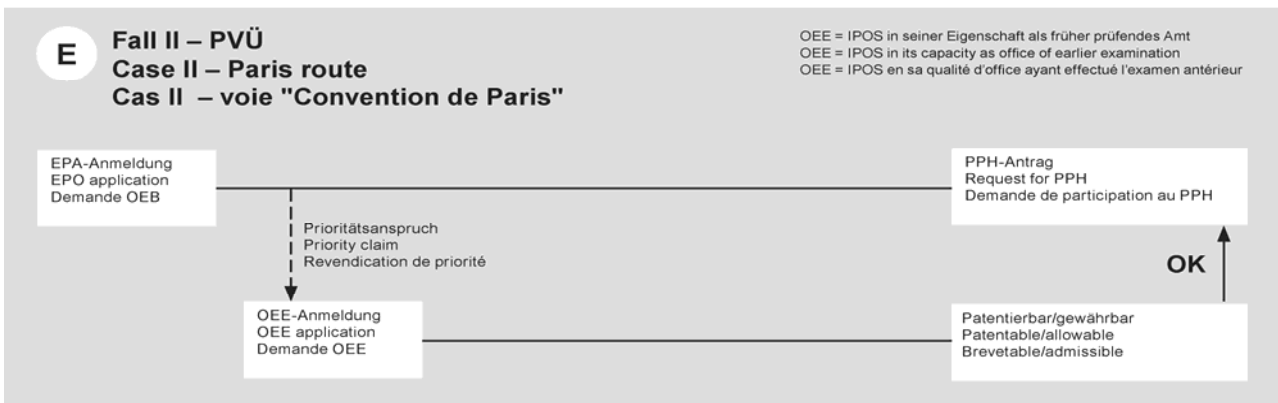 E
Fall II – PVÜ
Case II – Paris route
Cas II – voie "Convention de Paris"
OEE = IPOS in seiner Eigenschaft als früher prüfendes Amt
OEE = IPOS in its capacity as office of earlier examination
OEE = IPOS en sa qualité d'office ayant effectué l'examen antérieur
EPA-Anmeldung
EPO application
Demande OEB
PPH-Antrag
Request for PPH
Demande de participation au PPH
Prioritätsanspruch
Priority claim
Revendication de priorité
OK
OEE-Anmeldung
OEE application
Demande OEE
Patentierbar/gewährbar
Patentable/allowable
Brevetable/admissible